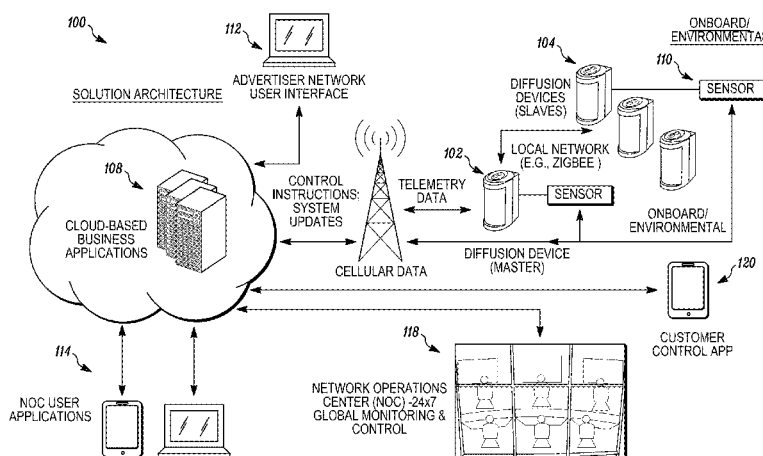 100
SOLUTION ARCHITECTURE
112
ADVERTISER NETWORK
USER INTERFACE
104
DIFFUSION
DEVICES
(SLAVES)
ONBOARD/
ENVIRONMENTAL
110
SENSOR
LOCAL NETWORK
(E.G., ZIGBEE )
102
SENSOR
ONBOARD/
ENVIRONMENTAL
108
CLOUD-BASED
BUSINESS
APPLICATIONS
CONTROL
INSTRUCTIONS;
SYSTEM
UPDATES
TELEMETRY
DATA
CELLULAR DATA
DIFFUSION DEVICE
(MASTER)
120
CUSTOMER
CONTROL APP
114
NOC USER
APPLICATIONS
118
NETWORK OPERATIONS
CENTER (NOC) -24x7
GLOBAL MONITORING &
CONTROL